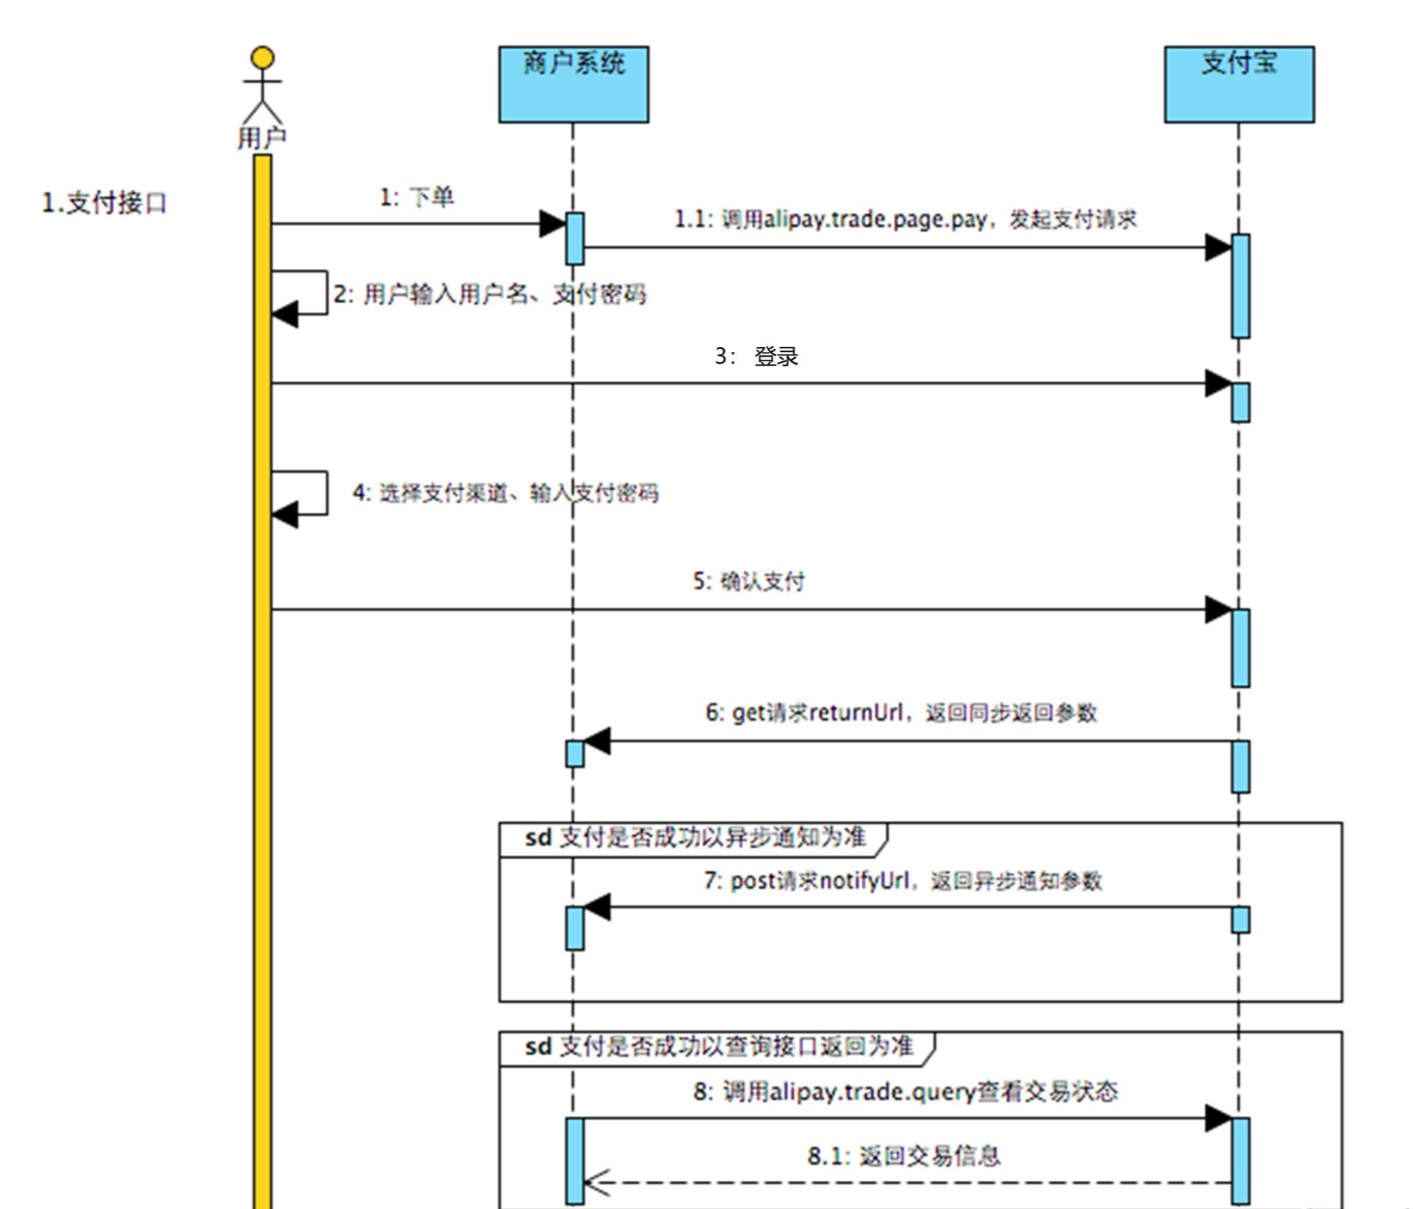 商户系统
支付宝
用户
1.支付接口
1: 下单
1.1: 调用alipay.trade.page.pay，发起支付请求
2: 用户输入用户名、支付密码
3： 登录
4: 选择支付渠道、输入支付密码
5: 确认支付
6: get请求returnUrl，返回同步返回参数
sd 支付是否成功以异步通知为准
7: post请求notifyUrl，返回异步通知参数
sd 支付是否成功以查询接口返回为准
8: 调用alipay.trade.query查看交易状态
8.1: 返回交易信息